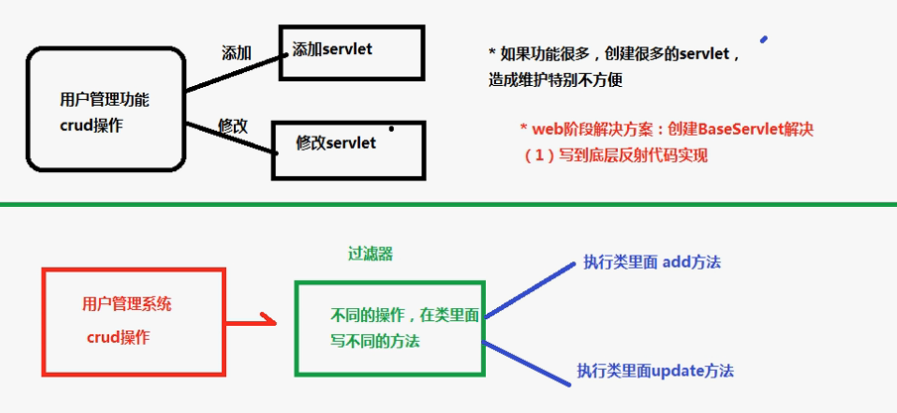 添加
添加servlet
* 如果功能很多，创建很多的servlet，
造成维护特别不方便
用户管理功能
crud操作
修改
修改servlet
* web阶段解决方案：创建BaseServlet解决
（1）写到底层反射代码实现
过滤器
执行类里面 add方法
用户管理系统
crud操作
不同的操作，在类里面
写不同的方法
执行类里面update方法